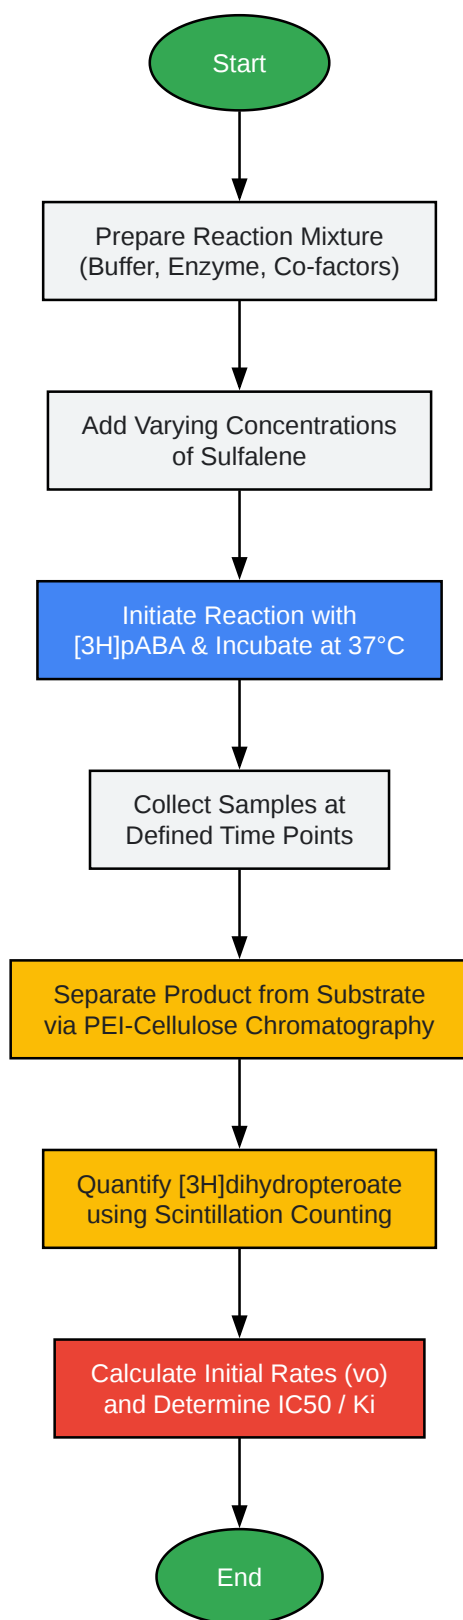 Start
Prepare Reaction Mixture
(Buffer, Enzyme, Co-factors)
Add Varying Concentrations
of Sulfalene
Initiate Reaction with
[3H]pABA & Incubate at 37°C
Collect Samples at
Defined Time Points
Separate Product from Substrate
via PEI-Cellulose Chromatography
Quantify [3H]dihydropteroate
using Scintillation Counting
Calculate Initial Rates (vo)
and Determine IC50 / Ki
End